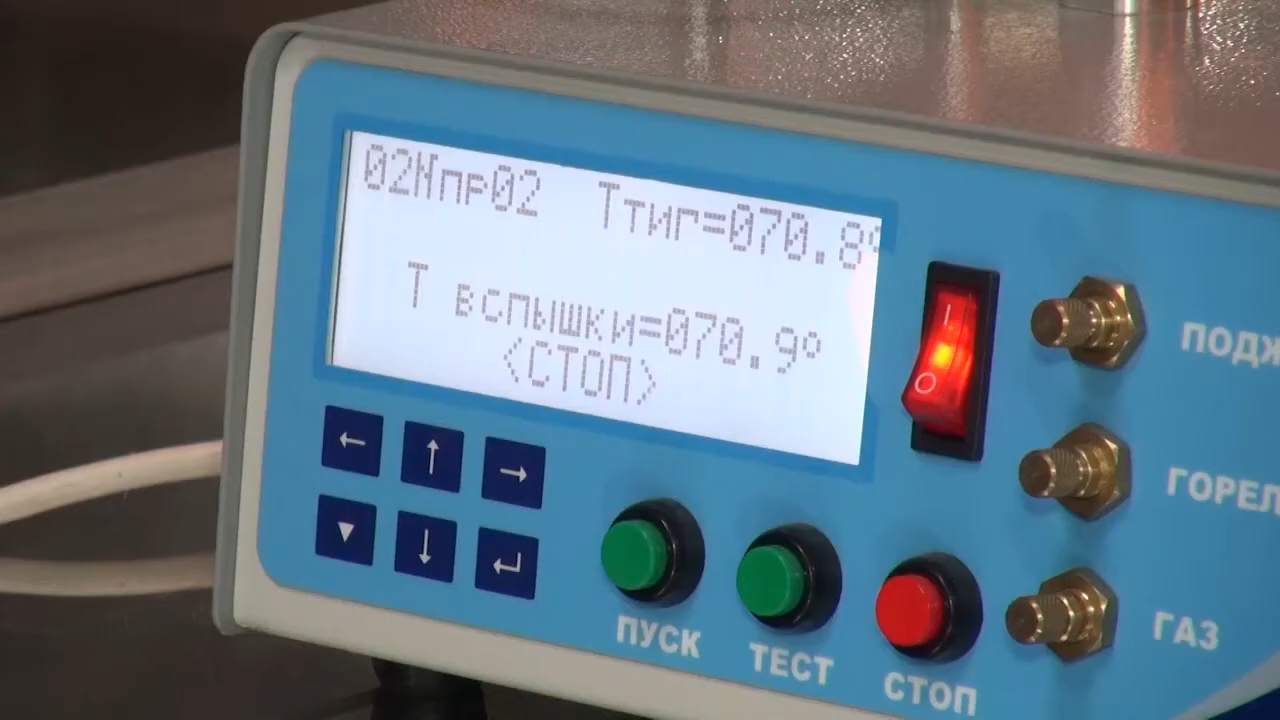 02Nпр02 Tтиг=070.8°
T вспышки=070.9°
<СТОП>
ПОДЖ
ГОРЕЛ
ГАЗ
ПУСК
ТЕСТ
СТОП